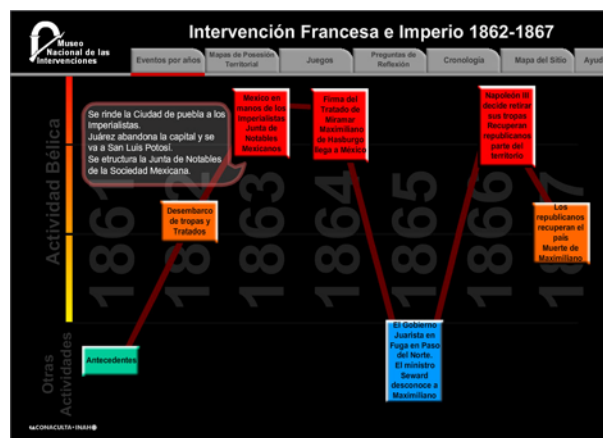 Museo
Nacional de las
Intervenciones
Intervención Francesa e Imperio 1862-1867
Eventos por años
Mapas de Posesión
Territorial
Juegos
Preguntas de
Reflexión
Cronología
Mapa del Sitio
Ayud
Actividad Bélica
Otras
Actividades
1861
1862
1863
1864
1865
1866
1867
Se rinde la Ciudad de puebla a los
Imperialistas.
Juárez abandona la capital y se
va a San Luis Potosí.
Se etructura la Junta de Notables
de la Sociedad Mexicana.
Antecedentes
Desembarco
de tropas y
Tratados
México en
manos de los
Imperialistas
Junta de
Notables
Mexicanos
Firma del
Tratado de
Miramar
Maximiliano
de Hasburgo
llega a México
El Gobierno
Juarista en
Fuga en Paso
del Norte.
El ministro
Seward
desconoce a
Maximiliano
Napoleón III
decide retirar
sus tropas
Recuperan
republicanos
parte del
territorio
Los
republicanos
recuperan el
país
Muerte de
Maximiliano
CONACULTA•INAH